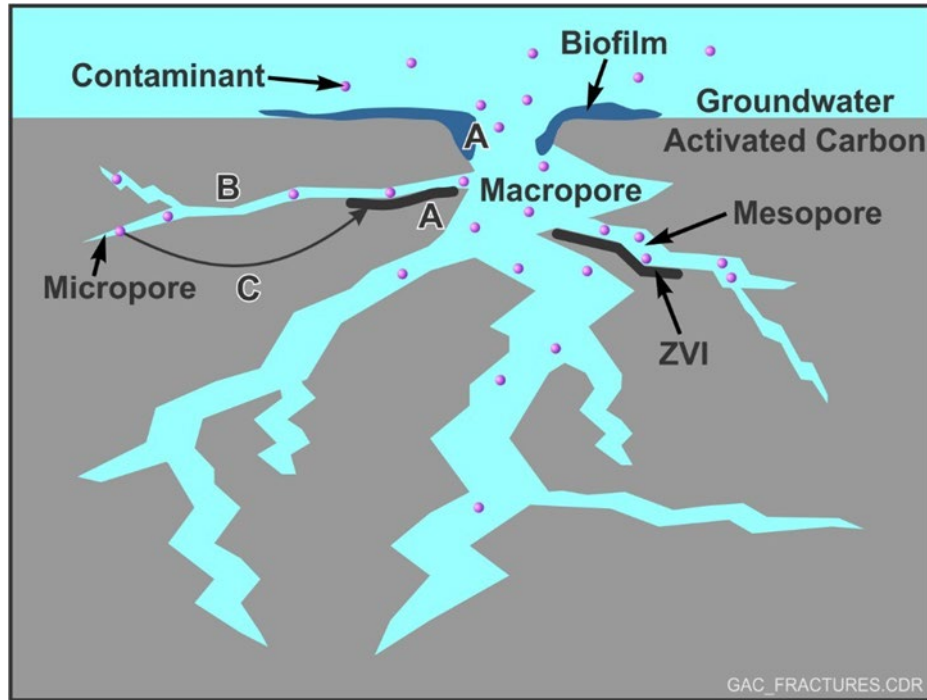 Biofilm
Contaminant
Groundwater
Activated Carbon
A
B
Macropore
A
Mesopore
Micropore
C
ZVI
GAC_FRACTURES.CDR